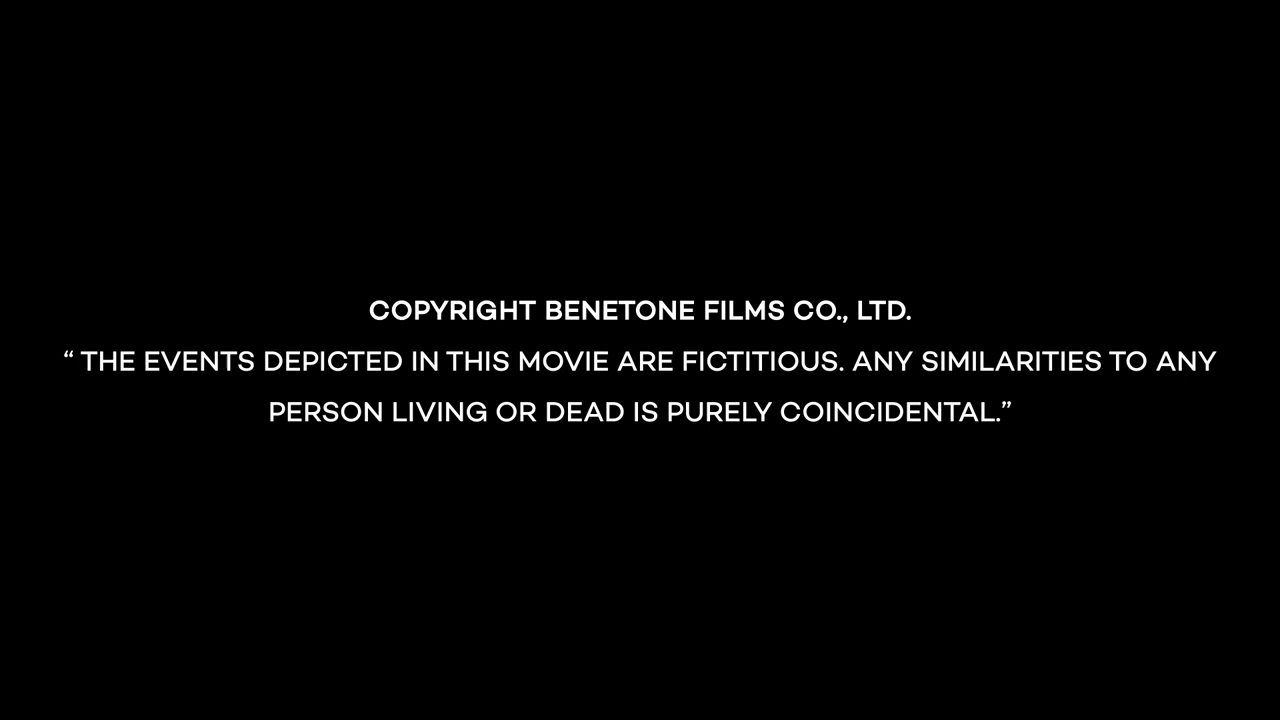 COPYRIGHT BENETONE FILMS CO., LTD.
“ THE EVENTS DEPICTED IN THIS MOVIE ARE FICTITIOUS. ANY SIMILARITIES TO ANY
PERSON LIVING OR DEAD IS PURELY COINCIDENTAL.”